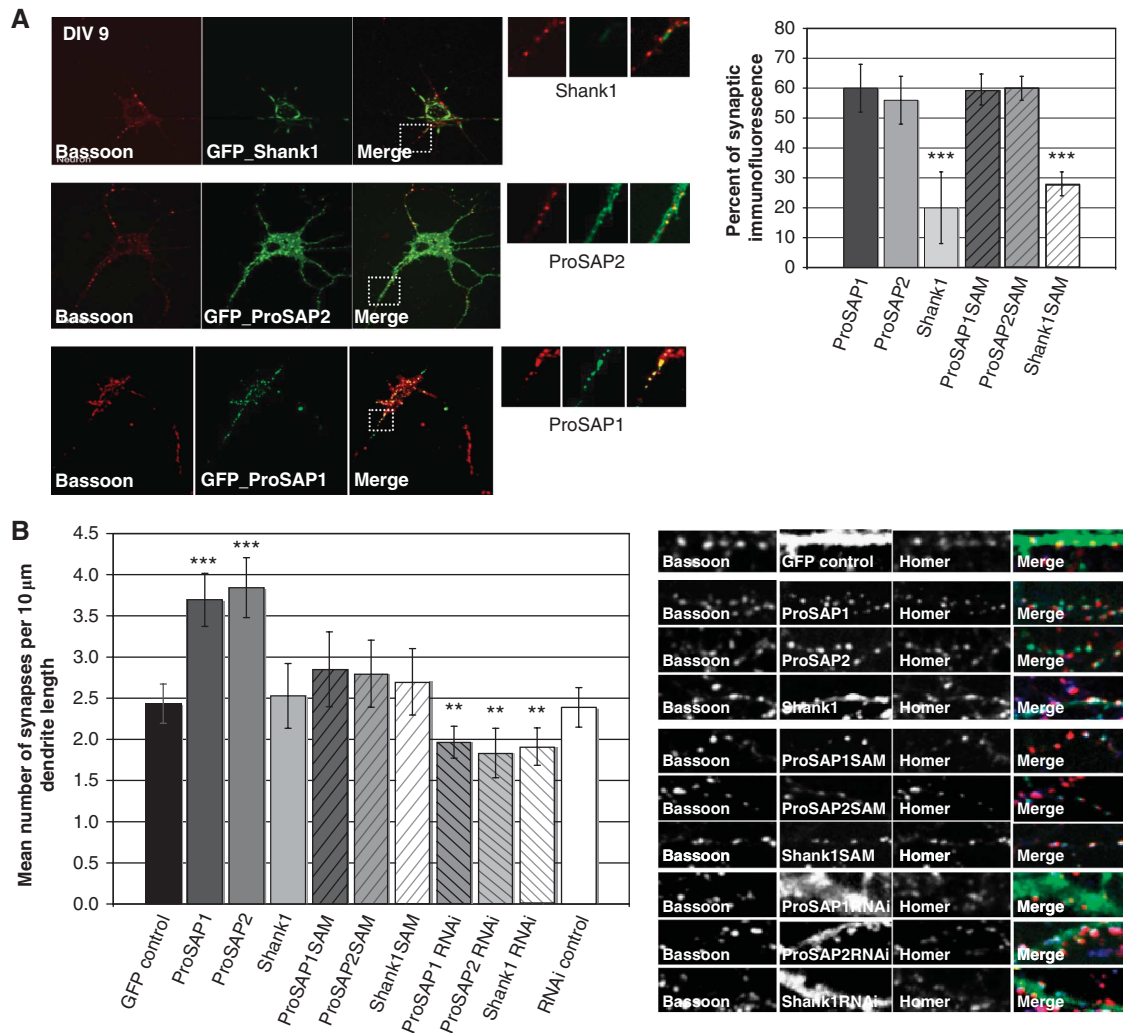 A
DIV 9
Bassoon
Neuron
GFP_Shank1
Merge
Shank1
Bassoon
GFP_ProSAP2
Merge
ProSAP2
Bassoon
GFP_ProSAP1
Merge
ProSAP1
Percent of synaptic
immunofluorescence
80
70
60
50
40
30
20
10
0
***
***
ProSAP1
ProSAP2
Shank1
ProSAP1SAM
ProSAP2SAM
Shank1SAM
B
Mean number of synapses per 10 µm
dendrite length
4.5
4.0
3.5
3.0
2.5
2.0
1.5
1.0
0.5
0.0
***
***
**
**
**
GFP control
ProSAP1
ProSAP2
Shank1
ProSAP1SAM
ProSAP2SAM
Shank1SAM
ProSAP1 RNAi
ProSAP2 RNAi
Shank1 RNAi
RNAi control
Bassoon GFP control Homer Merge
Bassoon ProSAP1 Homer Merge
Bassoon ProSAP2 Homer Merge
Bassoon Shank1 Homer Merge
Bassoon ProSAP1SAM Homer Merge
Bassoon ProSAP2SAM Homer Merge
Bassoon Shank1SAM Homer Merge
Bassoon ProSAP1RNAi Homer Merge
Bassoon ProSAP2RNAi Homer Merge
Bassoon Shank1RNAi Homer Merge